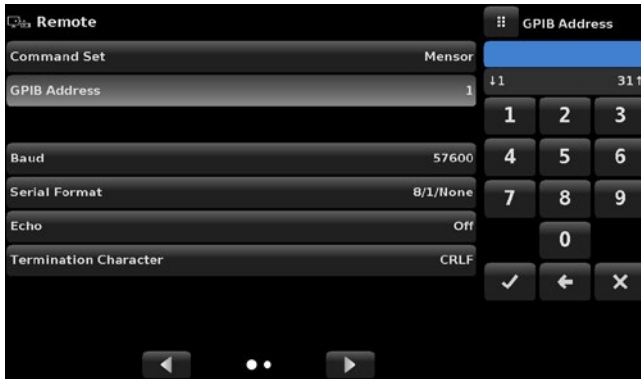 Remote
Command Set Mensor
GPIB Address 1
Baud 57600
Serial Format 8/1/None
Echo Off
Termination Character CRLF
GPIB Address
↓1 31↑
1 2 3
4 5 6
7 8 9
0